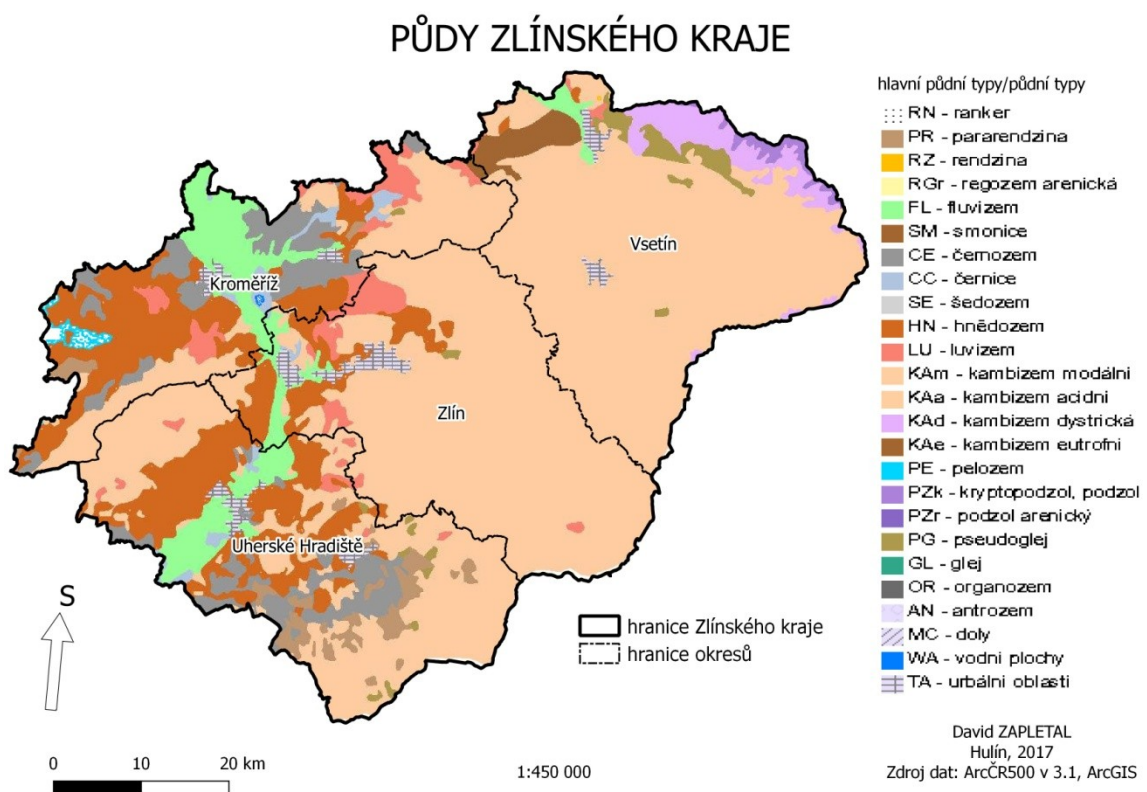 PŮDY ZLÍNSKÉHO KRAJE
hlavní půdní typy/půdní typy
RN - ranker
PR - pararendzina
RZ - rendzina
RGr - regozem arenická
FL - fluvizem
SM - smonice
CE - černozem
CC - černice
SE - šedozem
HN - hnědozem
LU - luvizem
KAm - kambizem modální
KAa - kambizem acidní
KAd - kambizem dystrická
KAe - kambizem eutrofní
PE - pelozem
PZk - kryptopodzol, podzol
PZr - podzol arenický
PG - pseudoglej
GL - glej
OR - organozem
AN - antrozem
MC - doly
WA - vodní plochy
TA - urbální oblasti
Vsetín
Kroměříž
Zlín
Uherské Hradiště
S
hranice Zlínského kraje
hranice okresů
0 10 20 km
1:450 000
David ZAPLETAL
Hulín, 2017
Zdroj dat: ArcČR500 v 3.1, ArcGIS